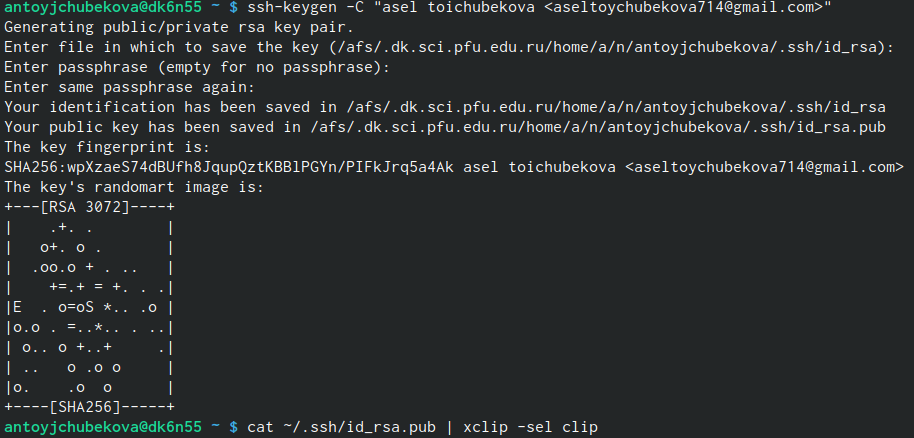 antoyjchubekova@dk6n55 ~ $ ssh-keygen -C "asel toichubekova <aseltoychubekova714@gmail.com>"
Generating public/private rsa key pair.
Enter file in which to save the key (/afs/.dk.sci.pfu.edu.ru/home/a/n/antoyjchubekova/.ssh/id_rsa):
Enter passphrase (empty for no passphrase):
Enter same passphrase again:
Your identification has been saved in /afs/.dk.sci.pfu.edu.ru/home/a/n/antoyjchubekova/.ssh/id_rsa
Your public key has been saved in /afs/.dk.sci.pfu.edu.ru/home/a/n/antoyjchubekova/.ssh/id_rsa.pub
The key fingerprint is:
SHA256:wpXzaeS74dBUfh8JqupQztKBBlPGYn/PIFkJrq5a4Ak asel toichubekova <aseltoychubekova714@gmail.com>
The key's randomart image is:
+---[RSA 3072]----+
|    .+. .        |
|   o+. o .       |
|  .oo.o + . ..   |
|    +=.+ = +. . .|
|E  . o=oS *.. .o |
|o.o . =..*.. . ..|
| o.. o +..+     .|
| ..   o .o o     |
|o.    .o  o      |
+----[SHA256]-----+
antoyjchubekova@dk6n55 ~ $ cat ~/.ssh/id_rsa.pub | xclip -sel clip